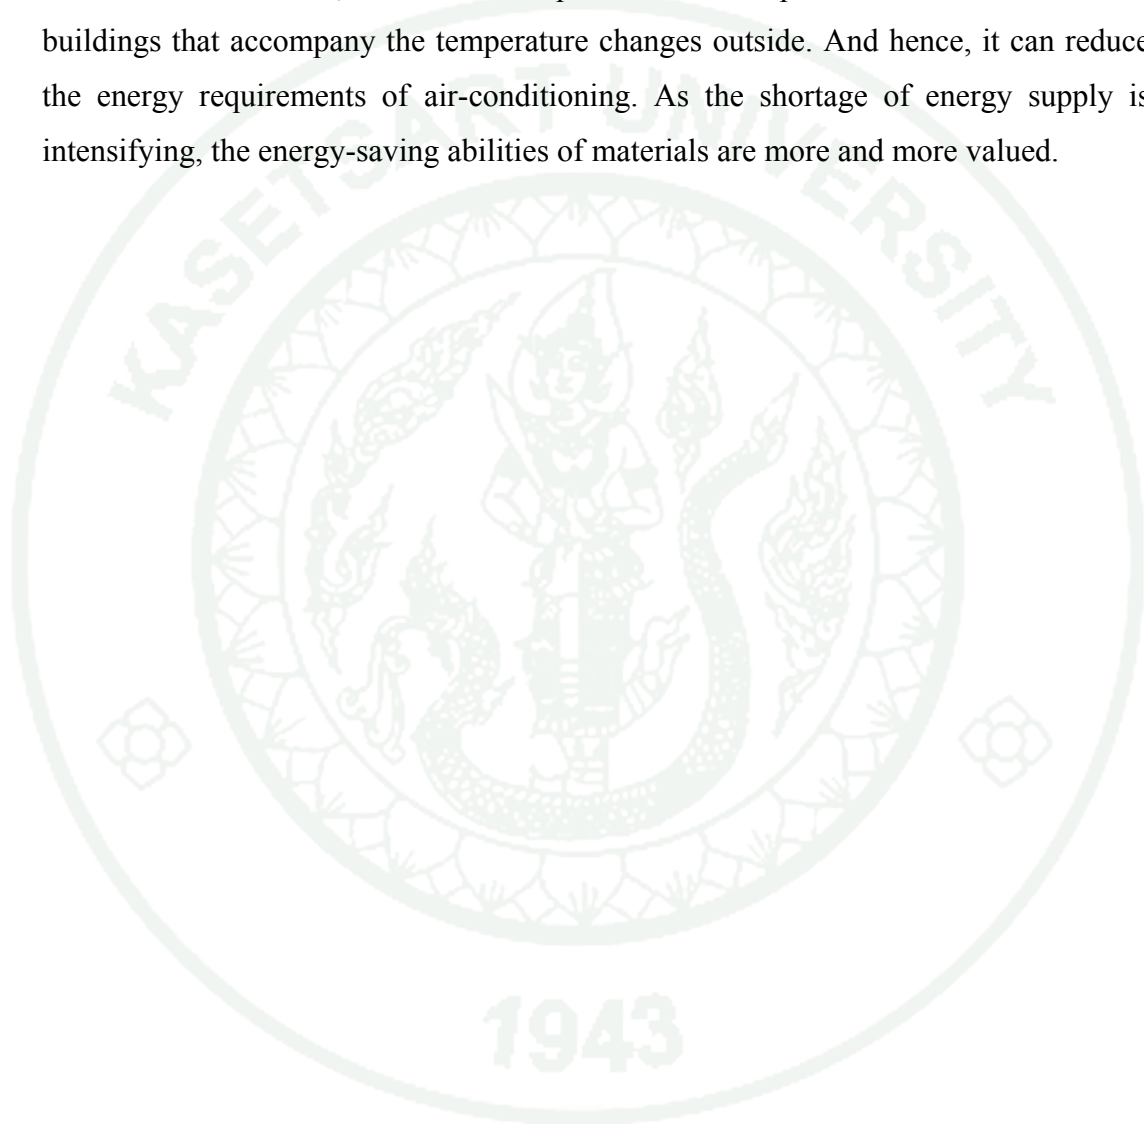 buildings that accompany the temperature changes outside. And hence, it can reduce
the energy requirements of air-conditioning. As the shortage of energy supply is
intensifying, the energy-saving abilities of materials are more and more valued.
KASETSART UNIVERSITY
1943